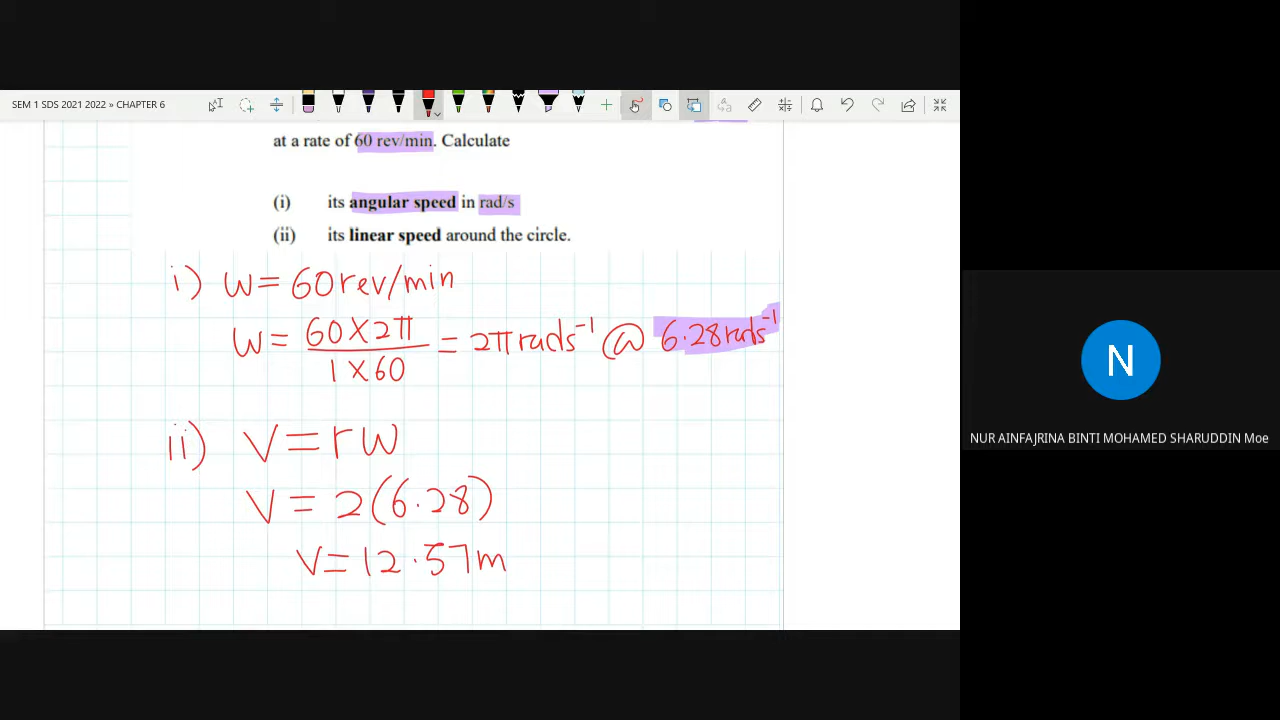 SEM 1 SDS 2021 2022 » CHAPTER 6
at a rate of 60 rev/min. Calculate
(i) its angular speed in rad/s
(ii) its linear speed around the circle.
i) W = 60 rev/min
W = 60 X 2π / 1 X 60 = 2π rads⁻¹ @ 6.28 rads⁻¹
ii) V = r W
V = 2(6.28)
V = 12.57 m
N
NUR AINFAJRINA BINTI MOHAMED SHARUDDIN Moe